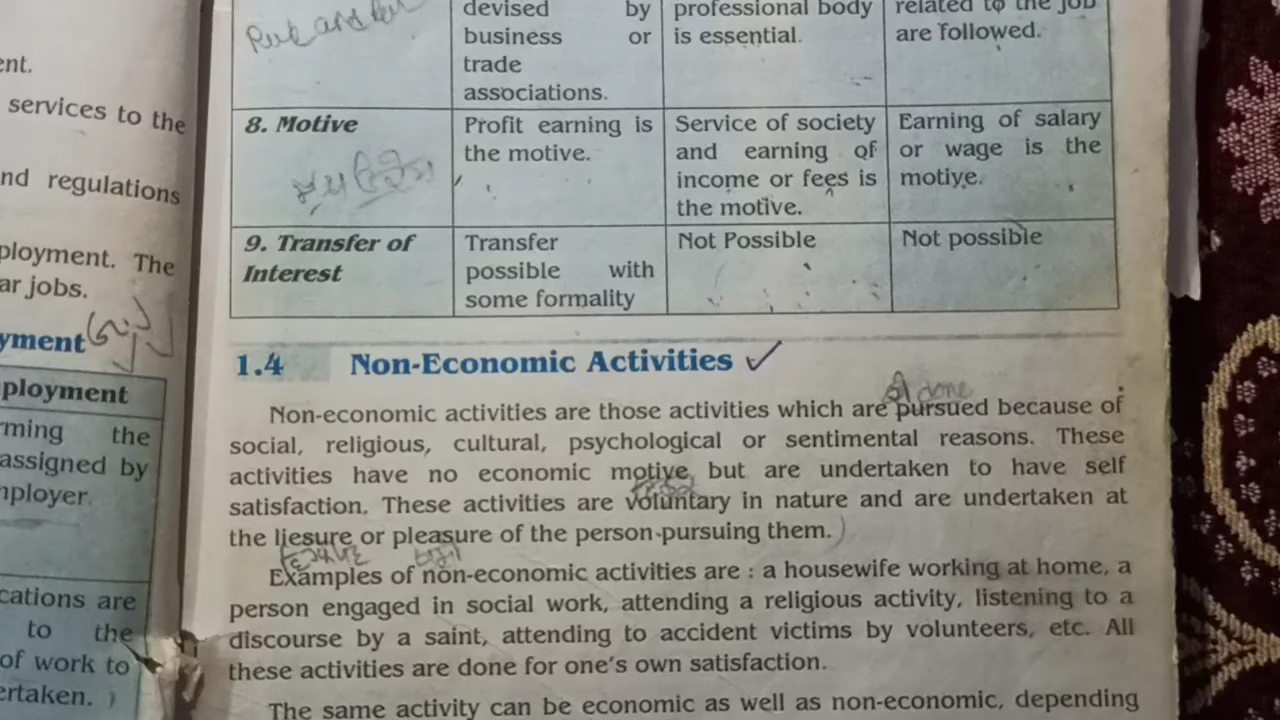 ent.
services to the
nd regulations
ployment. The
ar jobs.
yment
ployment
rming the
assigned by
nployer.
cations are
to the
of work to
ertaken.
devised by
business or
trade
associations.
professional body
is essential.
related to the job
are followed.
8. Motive
Profit earning is
the motive.
Service of society
and earning of
income or fees is
the motive.
Earning of salary
or wage is the
motive.
9. Transfer of
Interest
Transfer
possible with
some formality
Not Possible
Not possible
1.4 Non-Economic Activities
done
Non-economic activities are those activities which are pursued because of
social, religious, cultural, psychological or sentimental reasons. These
activities have no economic motive but are undertaken to have self
satisfaction. These activities are voluntary in nature and are undertaken at
the liesure or pleasure of the person-pursuing them.
Examples of non-economic activities are : a housewife working at home, a
person engaged in social work, attending a religious activity, listening to a
discourse by a saint, attending to accident victims by volunteers, etc. All
these activities are done for one's own satisfaction.
The same activity can be economic as well as non-economic, depending